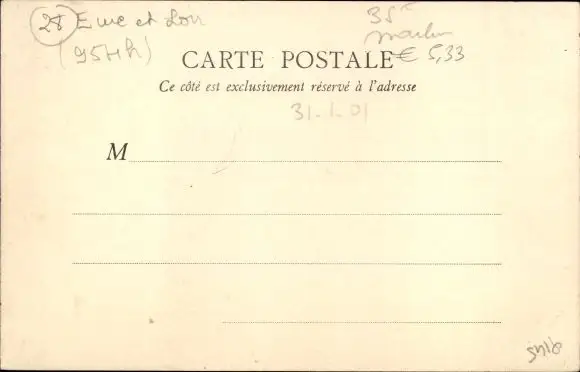 28 Eure et Loir
35
moulin
(95Hh)
CARTE POSTALE
€ 5,33
Ce côté est exclusivement réservé à l'adresse
31.1.01
M